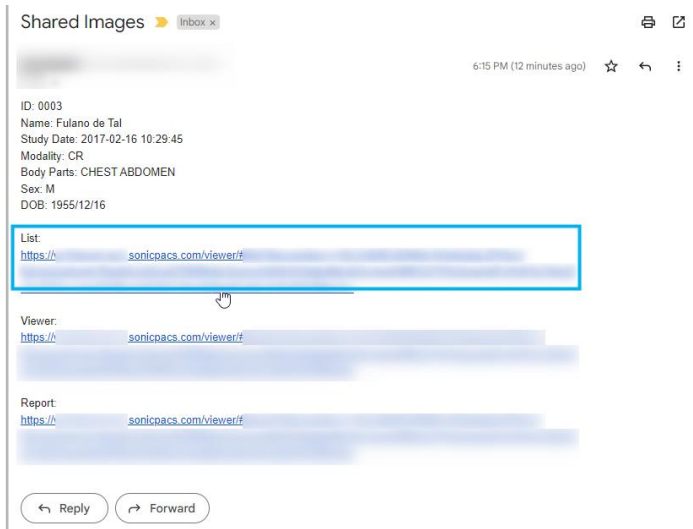 Shared Images
Inbox ×
6:15 PM (12 minutes ago)
ID: 0003
Name: Fulano de Tal
Study Date: 2017-02-16 10:29:45
Modality: CR
Body Parts: CHEST ABDOMEN
Sex: M
DOB: 1955/12/16
List:
https:// sonicpacs.com/viewer/#
Viewer:
https:// sonicpacs.com/viewer/#
Report:
https:// sonicpacs.com/viewer/#
Reply
Forward